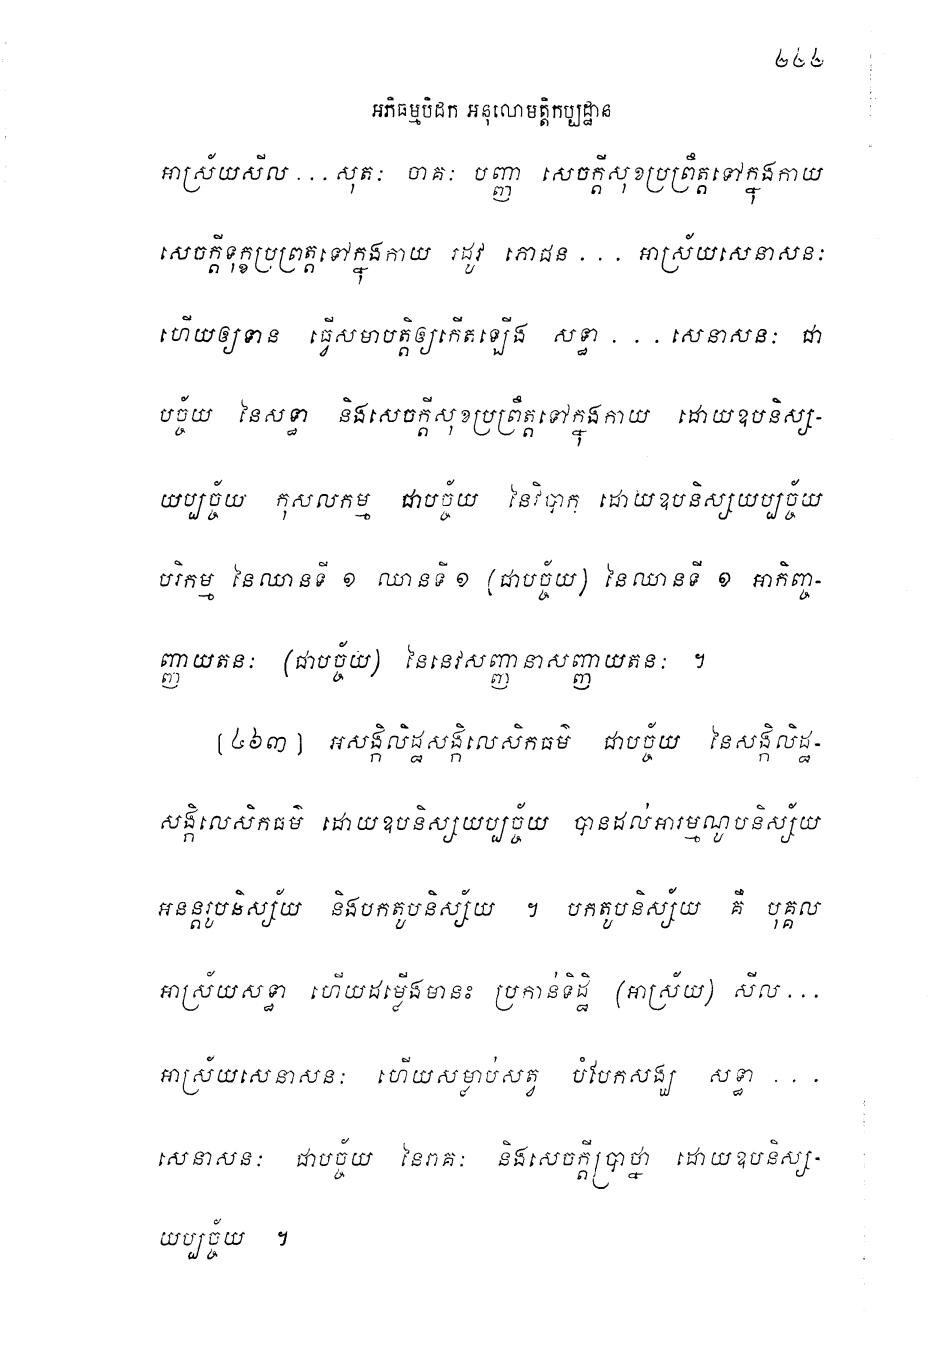 ២៤៤
អភិធម្មបិដក អនុលោមត្តិកប្បដ្ឋាន
អាស្រ័យសីល ... សុតៈ ចាគៈ បញ្ញា សេចក្តីសុខប្រព្រឹត្តទៅក្នុងកាយ
សេចក្តីទុក្ខប្រព្រត្តទៅក្នុងកាយ រដូវ ភោជន ... អាស្រ័យសេនាសនៈ
ហើយឲ្យទាន ធ្វើសមាបត្តិឲ្យកើតឡើង សទ្ធា ... សេនាសនៈ ជា
បច្ច័យ នៃសទ្ធា និងសេចក្តីសុខប្រព្រឹត្តទៅក្នុងកាយ ដោយឧបនិស្ស-
យប្បច្ច័យ កុសលកម្ម ជាបច្ច័យ នៃវិបាក ដោយឧបនិស្សយប្បច្ច័យ
បរិកម្ម នៃឈានទី ១ ឈានទី ១ (ជាបច្ច័យ) នៃឈានទី ១ អាកិញ្ច-
ញ្ញាយតនៈ (ជាបច្ច័យ) នៃនេវសញ្ញានាសញ្ញាយតនៈ ។
[៤៦៣] អសង្កិលិដ្ឋសង្កិលេសិកធម៌ ជាបច្ច័យ នៃសង្កិលិដ្ឋ-
សង្កិលេសិកធម៌ ដោយឧបនិស្សយប្បច្ច័យ បានដល់អារម្មណូបនិស្ស័យ
អនន្តរូបនិស្ស័យ និងបកតូបនិស្ស័យ ។ បកតូបនិស្ស័យ គឺ បុគ្គល
អាស្រ័យសទ្ធា ហើយដម្លើងមានះ ប្រកាន់ទិដ្ឋិ (អាស្រ័យ) សីល ...
អាស្រ័យសេនាសនៈ ហើយសម្លាប់សត្វ បំបែកសង្ឃ សទ្ធា ...
សេនាសនៈ ជាបច្ច័យ នៃរាគៈ និងសេចក្តីប្រាថ្នា ដោយឧបនិស្ស-
យប្បច្ច័យ ។